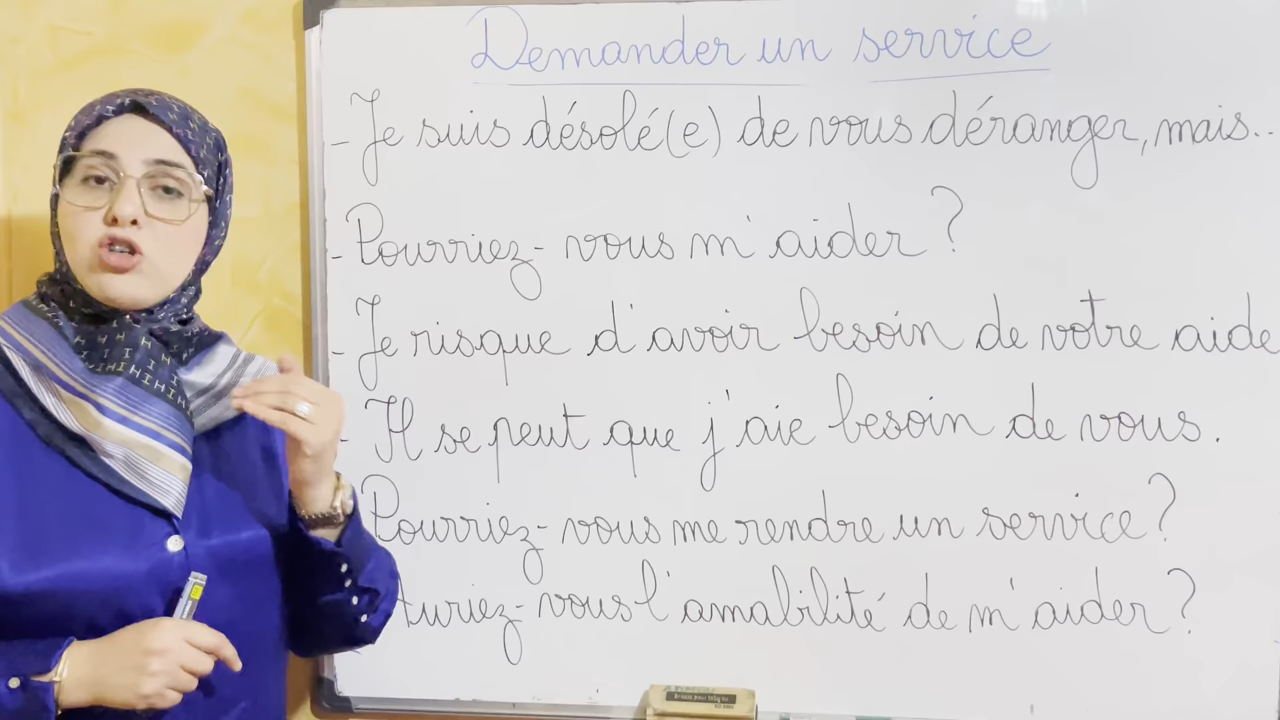 Demander un service
- Je suis désolé(e) de vous déranger, mais..
- Pourriez-vous m'aider ?
- Je risque d'avoir besoin de votre aide
- Il se peut que j'aie besoin de vous.
Pourriez-vous me rendre un service ?
vous l'amabilité de m'aider ?